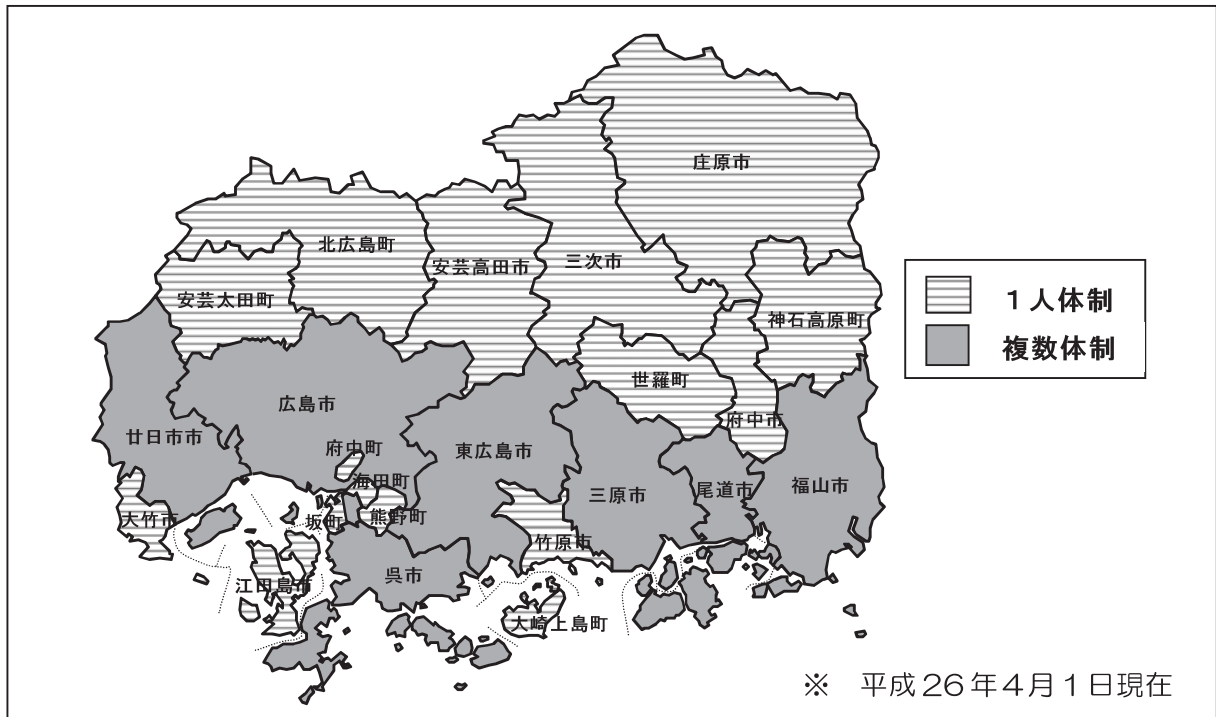 庄原市
北広島町
安芸高田市
三次市
安芸太田町
神石高原町
世羅町
広島市
府中市
廿日市市
府中町
東広島市
海田町
三原市
尾道市
福山市
大竹市
坂町
熊野町
竹原市
呉市
江田島市
大崎上島町
1人体制
複数体制
※ 平成26年4月1日現在